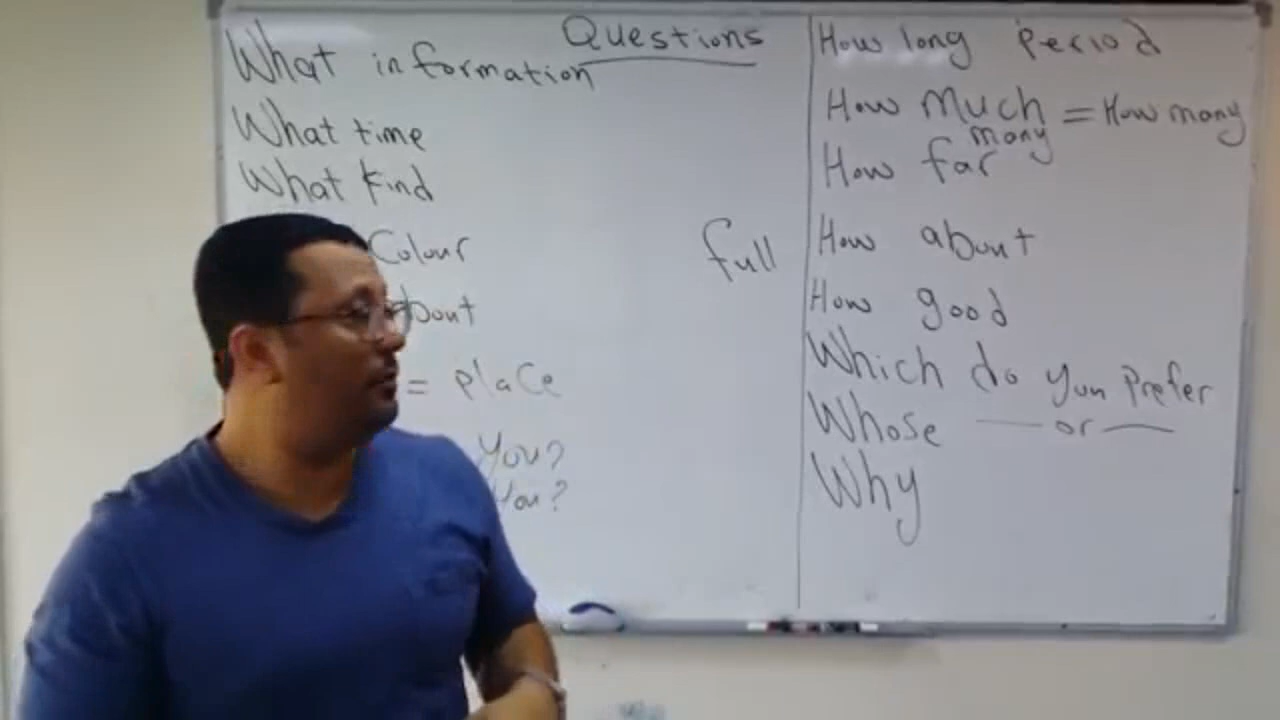 Questions
What information
What time
What kind
Colour
= place
you?
you?
full
How long period
How much = How many
many
How far
How about
How good
Which do you prefer
Whose — or —
Why